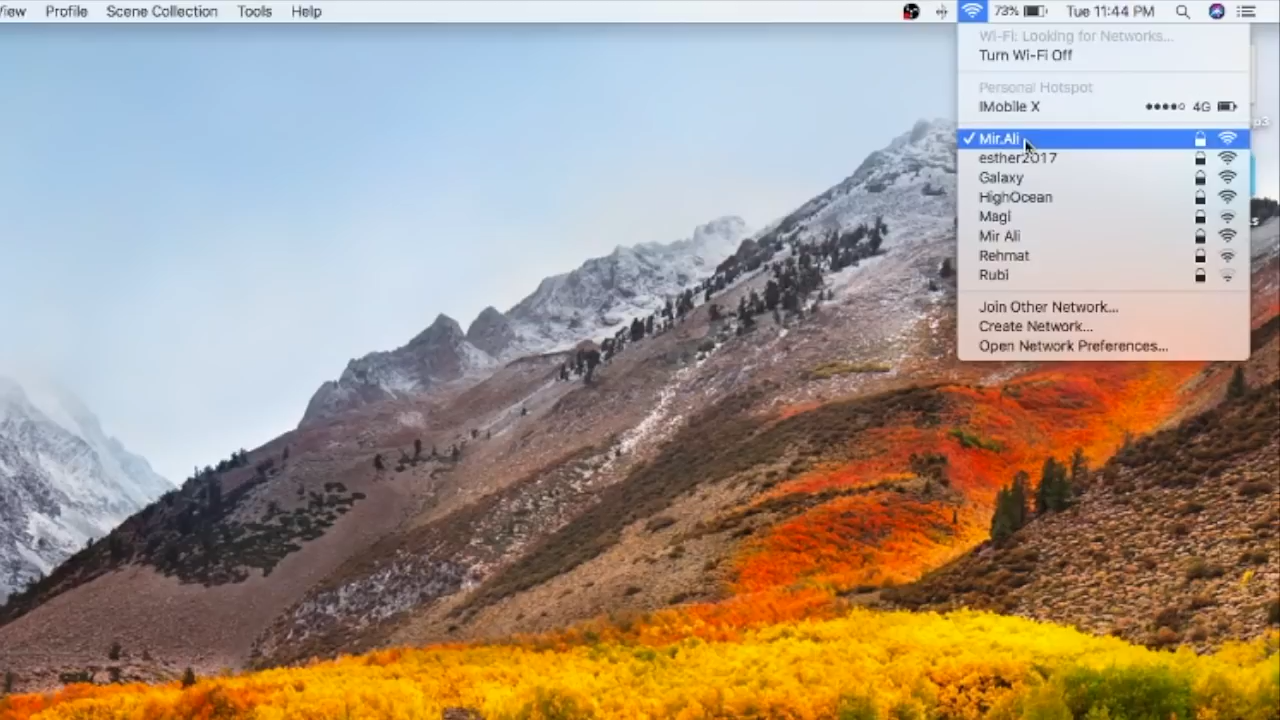 View Profile Scene Collection Tools Help 73% Tue 11:44 PM
Wi-Fi: Looking for Networks...
Turn Wi-Fi Off
Personal Hotspot
IMobile X 4G
Mir.Ali
esther2017
Galaxy
HighOcean
Magi
Mir Ali
Rehmat
Rubi
Join Other Network...
Create Network...
Open Network Preferences...